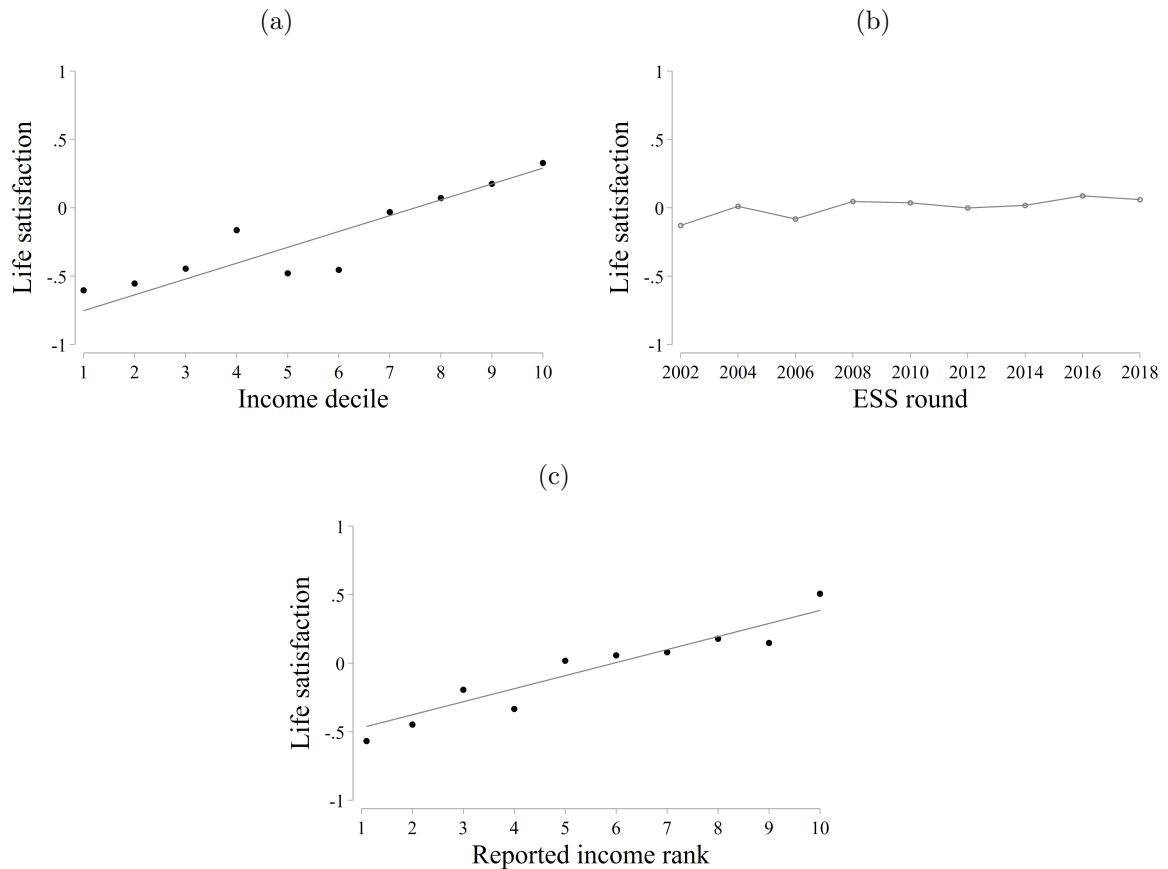 (a)
1
.5
0
-.5
-1
Life satisfaction
1 2 3 4 5 6 7 8 9 10
Income decile
(b)
1
.5
0
-.5
-1
Life satisfaction
2002 2004 2006 2008 2010 2012 2014 2016 2018
ESS round
(c)
1
.5
0
-.5
-1
Life satisfaction
1 2 3 4 5 6 7 8 9 10
Reported income rank